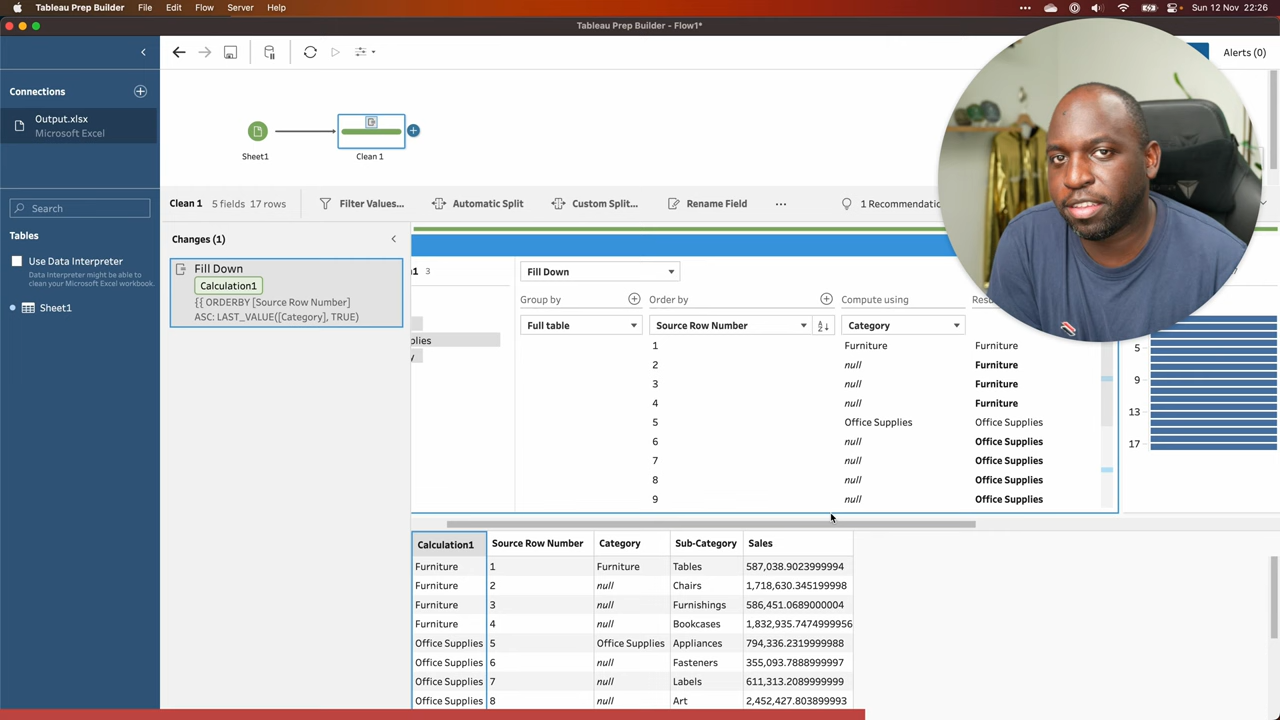 Tableau Prep Builder File Edit Flow Server Help Sun 12 Nov 22:26
Tableau Prep Builder - Flow1*
Alerts (0)
Connections
Output.xlsx
Microsoft Excel
Search
Tables
Use Data Interpreter
Data Interpreter might be able to
clean your Microsoft Excel workbook.
Sheet1
Sheet1
Clean 1
Clean 1 5 fields 17 rows Filter Values... Automatic Split Custom Split... Rename Field ... 1 Recommendatio
Changes (1)
Fill Down
Calculation1
{{ ORDERBY [Source Row Number]
ASC: LAST_VALUE([Category], TRUE)
1 3
plies
y
Fill Down
Group by Order by Compute using Resu
Full table Source Row Number Category
1 Furniture Furniture
2 null Furniture
3 null Furniture
4 null Furniture
5 Office Supplies Office Supplies
6 null Office Supplies
7 null Office Supplies
8 null Office Supplies
9 null Office Supplies
5
9
13
17
Calculation1 Source Row Number Category Sub-Category Sales
Furniture 1 Furniture Tables 587,038.9023999994
Furniture 2 null Chairs 1,718,630.345199998
Furniture 3 null Furnishings 586,451.0689000004
Furniture 4 null Bookcases 1,832,935.7474999956
Office Supplies 5 Office Supplies Appliances 794,336.2319999988
Office Supplies 6 null Fasteners 355,093.7888999997
Office Supplies 7 null Labels 611,313.2089999999
Office Supplies 8 null Art 2,452,427.803899993